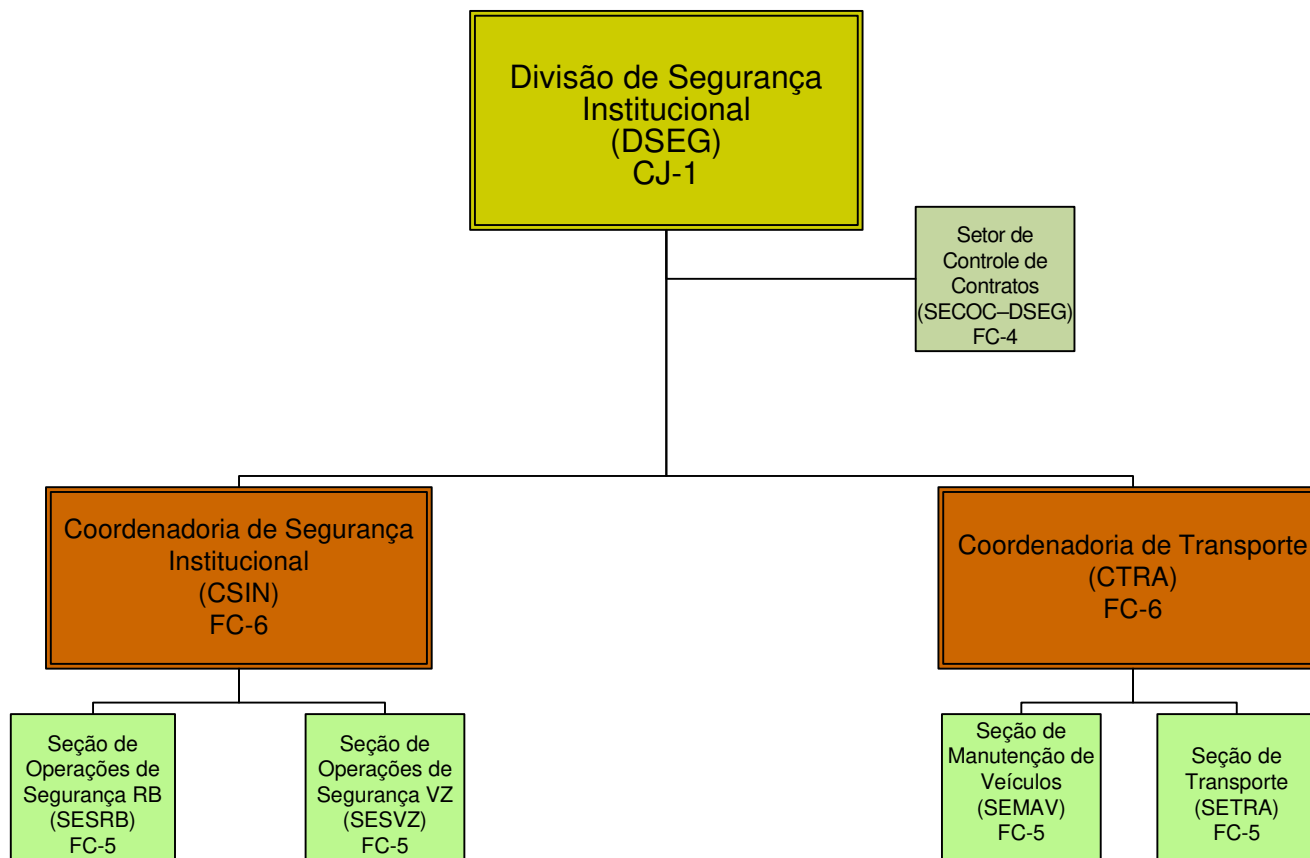 Divisão de Segurança
Institucional
(DSEG)
CJ-1
Setor de
Controle de
Contratos
(SECOC–DSEG)
FC-4
Coordenadoria de Segurança
Institucional
(CSIN)
FC-6
Coordenadoria de Transporte
(CTRA)
FC-6
Seção de
Operações de
Segurança RB
(SESRB)
FC-5
Seção de
Operações de
Segurança VZ
(SESVZ)
FC-5
Seção de
Manutenção de
Veículos
(SEMAV)
FC-5
Seção de
Transporte
(SETRA)
FC-5